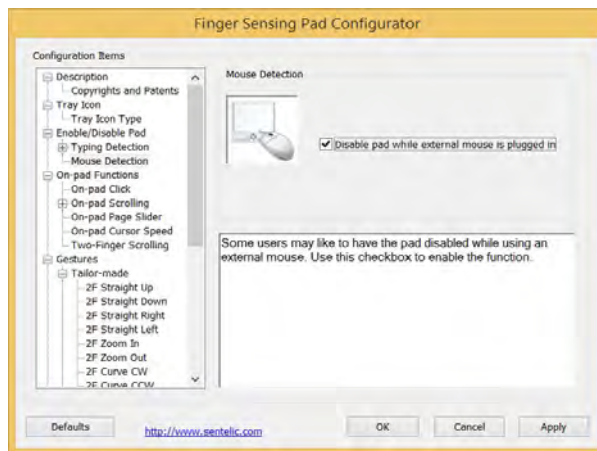 Finger Sensing Pad Configurator
Configuration Items
Description
Copyrights and Patents
Tray Icon
Tray Icon Type
Enable/Disable Pad
Typing Detection
Mouse Detection
On-pad Functions
On-pad Click
On-pad Scrolling
On-pad Page Slider
On-pad Cursor Speed
Two-Finger Scrolling
Gestures
Tailor-made
2F Straight Up
2F Straight Down
2F Straight Right
2F Straight Left
2F Zoom In
2F Zoom Out
2F Curve CW
2F Curve CCW
Mouse Detection
Disable pad while external mouse is plugged in
Some users may like to have the pad disabled while using an
external mouse. Use this checkbox to enable the function.
Defaults
http://www.sentelic.com
OK
Cancel
Apply